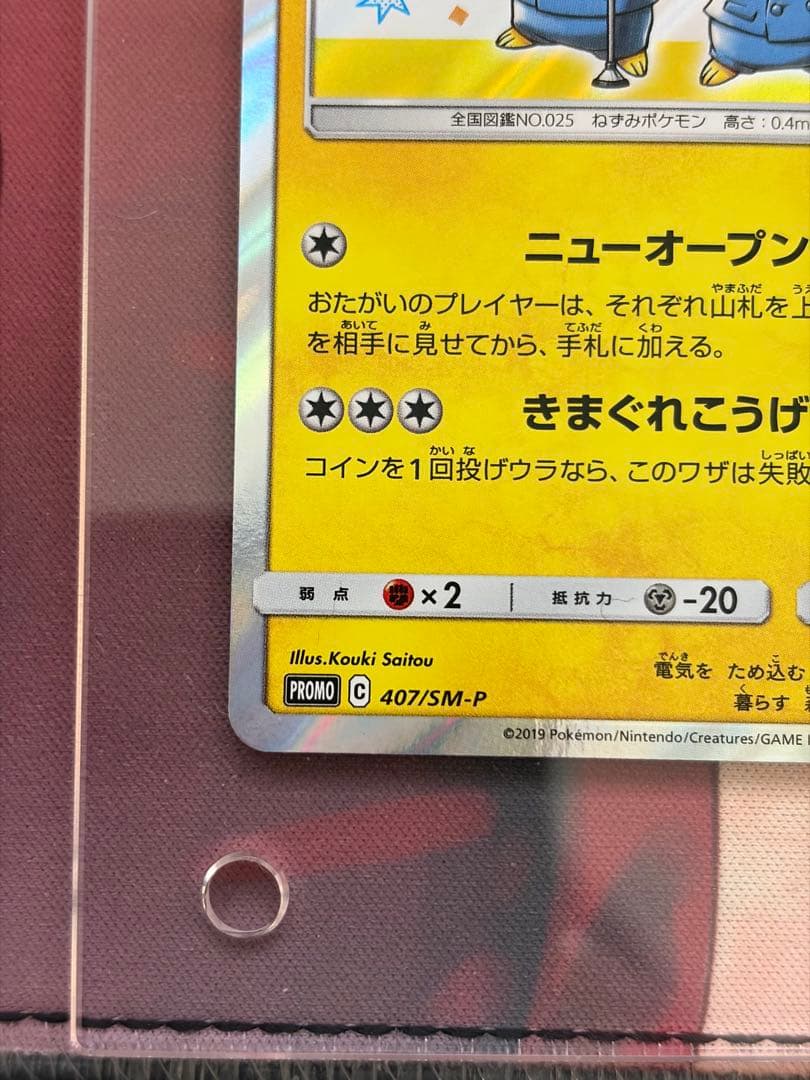 全国図鑑NO.025 ねずみポケモン 高さ:0.4m
ニューオープン
おたがいのプレイヤーは、それぞれ山札を上
を相手に見せてから、手札に加える。
きまぐれこうげ
コインを1回投げウラなら、このワザは失敗
弱点 ×2 抵抗力 -20
Illus.Kouki Saitou
PROMO C 407/SM-P
電気を ため込む
暮らす
©2019 Pokémon/Nintendo/Creatures/GAME